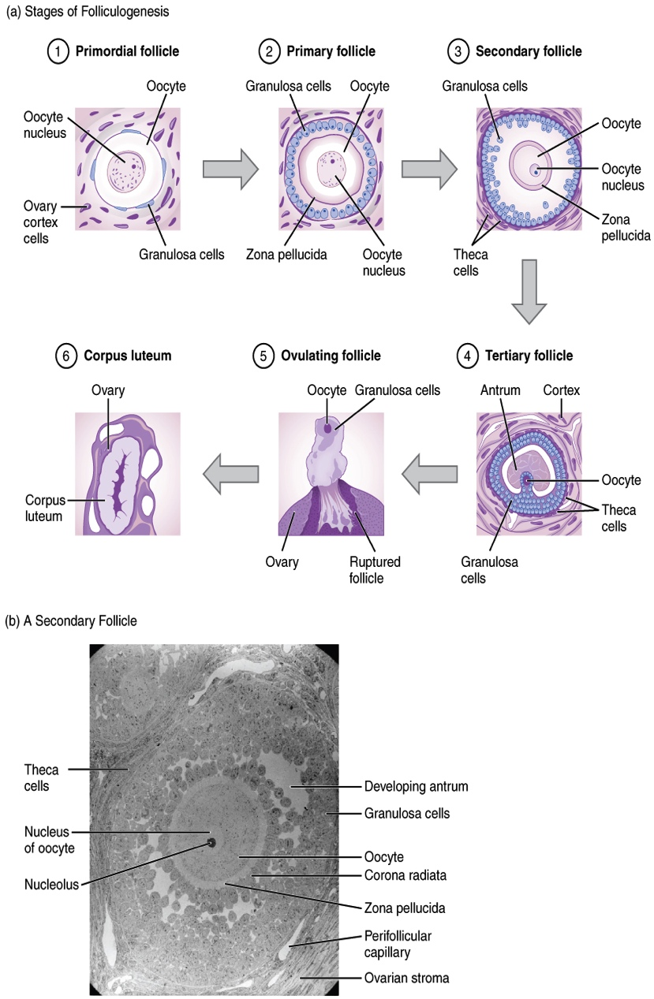 (a) Stages of Folliculogenesis
1 Primordial follicle
Oocyte
Oocyte
nucleus
Ovary
cortex
cells
Granulosa cells
2 Primary follicle
Granulosa cells
Oocyte
Zona pellucida
Oocyte
nucleus
3 Secondary follicle
Granulosa cells
Oocyte
Oocyte
nucleus
Zona
pellucida
Theca
cells
4 Tertiary follicle
Antrum
Cortex
Oocyte
Theca
cells
Granulosa
cells
5 Ovulating follicle
Oocyte
Granulosa cells
Ovary
Ruptured
follicle
6 Corpus luteum
Ovary
Corpus
luteum
(b) A Secondary Follicle
Theca
cells
Nucleus
of oocyte
Nucleolus
Developing antrum
Granulosa cells
Oocyte
Corona radiata
Zona pellucida
Perifollicular
capillary
Ovarian stroma